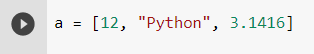 a = [12, "Python", 3.1416]